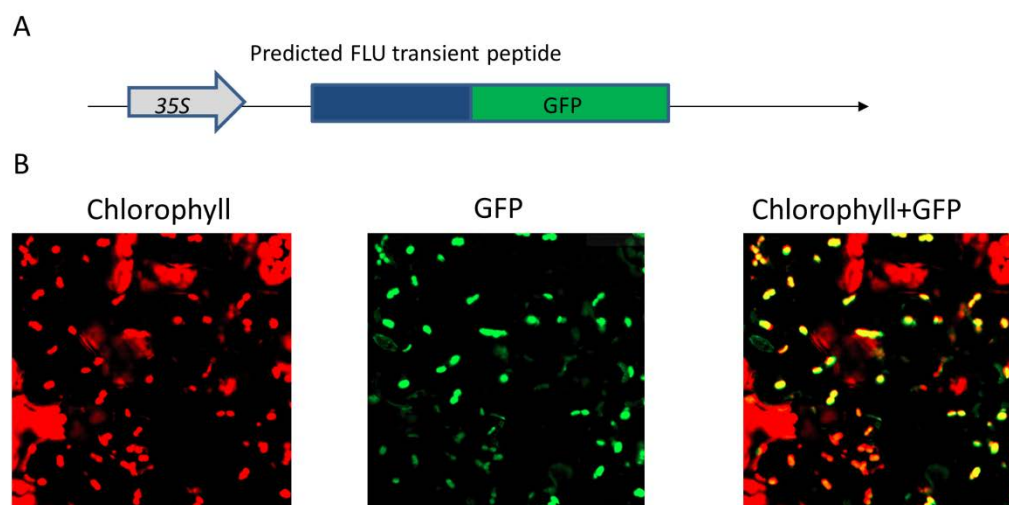 A
Predicted FLU transient peptide
35S
GFP
B
Chlorophyll
GFP
Chlorophyll+GFP